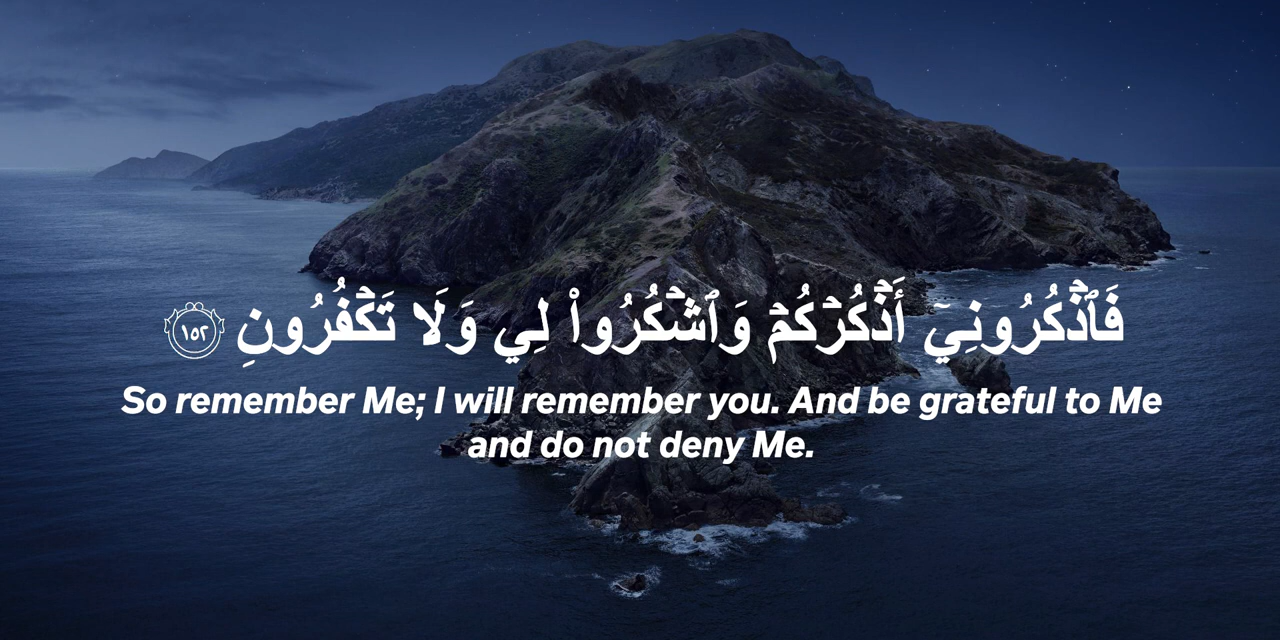 فَٱذۡكُرُونِيٓ أَذۡكُرۡكُمۡ وَٱشۡكُرُواْ لِي وَلَا تَكۡفُرُونِ ١٥٢
So remember Me; I will remember you. And be grateful to Me
and do not deny Me.